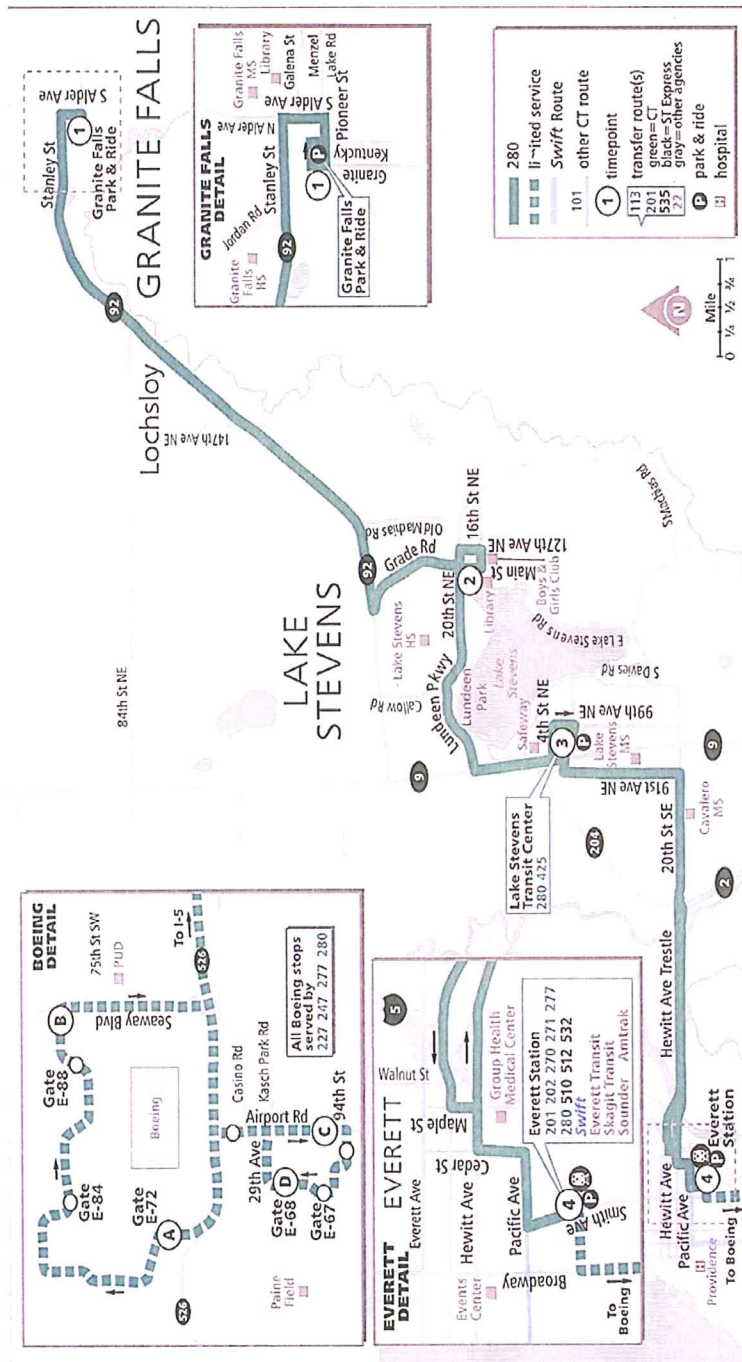 BOEING
DETAIL
75th St SW
PUD
To I-5
526
B
Seaway Blvd
Gate
E-88
Gate
E-84
Boeing
Gate
E-72
A
526
Casino Rd
Kasch Park Rd
Airport Rd
94th St
C
29th Ave
D
Gate
E-68
Gate
E-67
Paine
Field
All Boeing stops
served by
227 247 277 280
EVERETT
DETAIL
EVERETT
5
Walnut St
Maple St
Group Health
Medical Center
Everett Ave
Hewitt Ave
Cedar St
Pacific Ave
Events
Center
Broadway
4
P
Smith Ave
To
Boeing
Everett Station
201 202 270 271 277
280 510 512 532
Swift
Everett Transit
Skagit Transit
Sounder Amtrak
Hewitt Ave
Pacific Ave
Everett
Station
4
P
H
Providence
To Boeing
Hewitt Ave Trestle
2
20th St SE
Cavalero
MS
91st Ave NE
9
204
Lake Stevens
Transit Center
280 425
3
P
Lake
Stevens
MS
99th Ave NE
4th St NE
Safeway
S Davies Rd
E Lake Stevens Rd
Lake
Stevens
Lundeen
Park
Lundeen Pkwy
Callow Rd
9
LAKE
STEVENS
Lake Stevens
HS
20th St NE
Library
2
Main St
Boys &
Girls Club
127th Ave NE
16th St NE
Grade Rd
Old Machias Rd
S Machias Rd
92
84th St NE
147th Ave NE
Lochsloy
92
GRANITE FALLS
Stanley St
S Alder Ave
1
Granite Falls
Park & Ride
GRANITE FALLS
DETAIL
Granite Falls
MS
Library
Galena St
Menzel
Lake Rd
S Alder Ave
N Alder Ave
Pioneer St
Kentucky
Granite
Stanley St
Jordan Rd
Granite
Falls
HS
92
1
P
Granite Falls
Park & Ride
280
limited service
Swift Route
101 other CT route
1 timepoint
113
201
535
22
transfer route(s)
green=CT
black=ST Express
gray=other agencies
P park & ride
H hospital
N
Mile
0 ¼ ½ ¾ 1